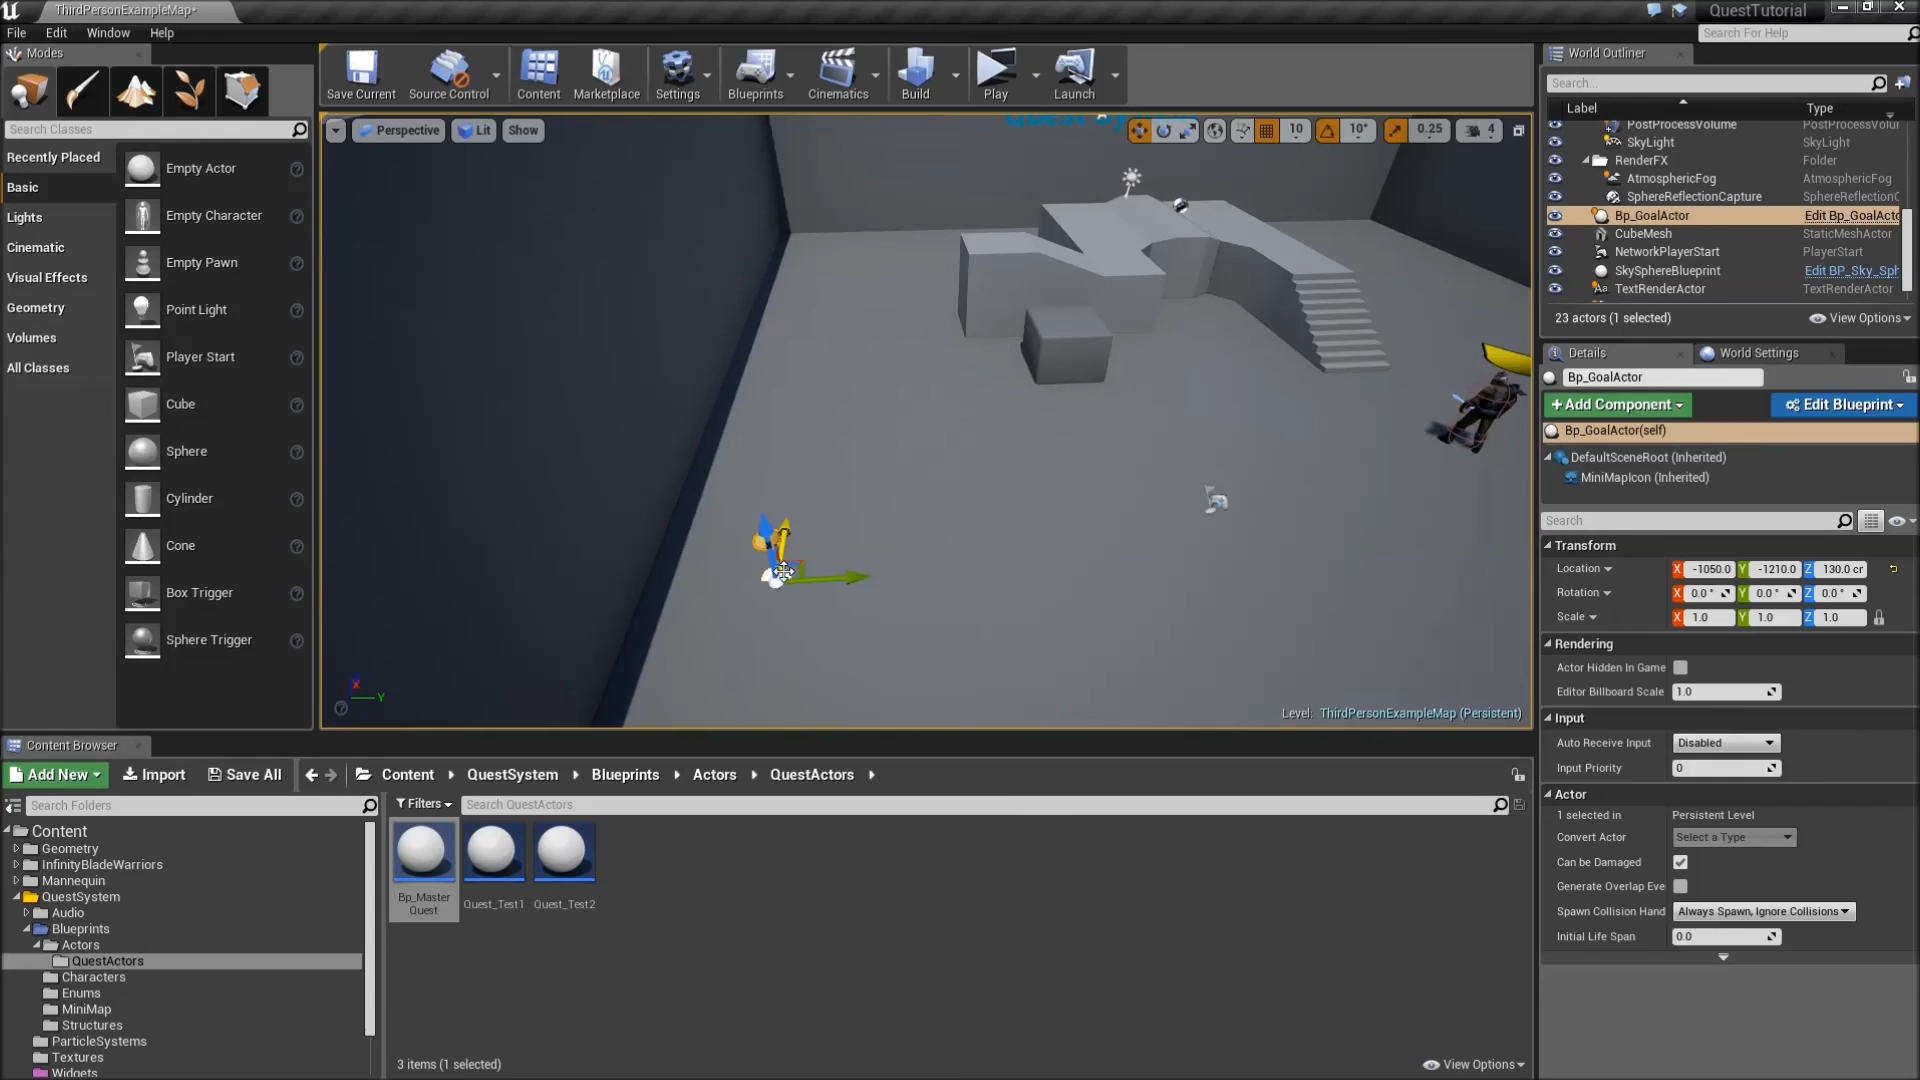 ThirdPersonExampleMap*
QuestTutorial
File Edit Window Help
Search For Help
Modes
Search Classes
Recently Placed
Basic
Lights
Cinematic
Visual Effects
Geometry
Volumes
All Classes
Empty Actor
Empty Character
Empty Pawn
Point Light
Player Start
Cube
Sphere
Cylinder
Cone
Box Trigger
Sphere Trigger
Save Current
Source Control
Content
Marketplace
Settings
Blueprints
Cinematics
Build
Play
Launch
Perspective Lit Show
10 10° 0.25 4
X Y
Level: ThirdPersonExampleMap (Persistent)
World Outliner
Search...
Label Type
PostProcessVolume PostProcessVolur
SkyLight SkyLight
RenderFX Folder
AtmosphericFog AtmosphericFog
SphereReflectionCapture SphereReflectionC
Bp_GoalActor Edit Bp_GoalActo
CubeMesh StaticMeshActor
NetworkPlayerStart PlayerStart
SkySphereBlueprint Edit BP_Sky_Sph
TextRenderActor TextRenderActor
23 actors (1 selected) View Options
Details World Settings
Bp_GoalActor
+Add Component Edit Blueprint
Bp_GoalActor(self)
DefaultSceneRoot (Inherited)
MiniMapIcon (Inherited)
Search
Transform
Location X -1050.0 Y -1210.0 Z 130.0 cr
Rotation X 0.0 ° Y 0.0 ° Z 0.0 °
Scale X 1.0 Y 1.0 Z 1.0
Rendering
Actor Hidden In Game
Editor Billboard Scale 1.0
Input
Auto Receive Input Disabled
Input Priority 0
Actor
1 selected in Persistent Level
Convert Actor Select a Type
Can be Damaged
Generate Overlap Eve
Spawn Collision Hand Always Spawn, Ignore Collisions
Initial Life Span 0.0
Content Browser
Add New Import Save All Content QuestSystem Blueprints Actors QuestActors
Search Folders
Filters Search QuestActors
Content
Geometry
InfinityBladeWarriors
Mannequin
QuestSystem
Audio
Blueprints
Actors
QuestActors
Characters
Enums
MiniMap
Structures
ParticleSystems
Textures
Widgets
Bp_Master
Quest
Quest_Test1
Quest_Test2
3 items (1 selected)
View Options